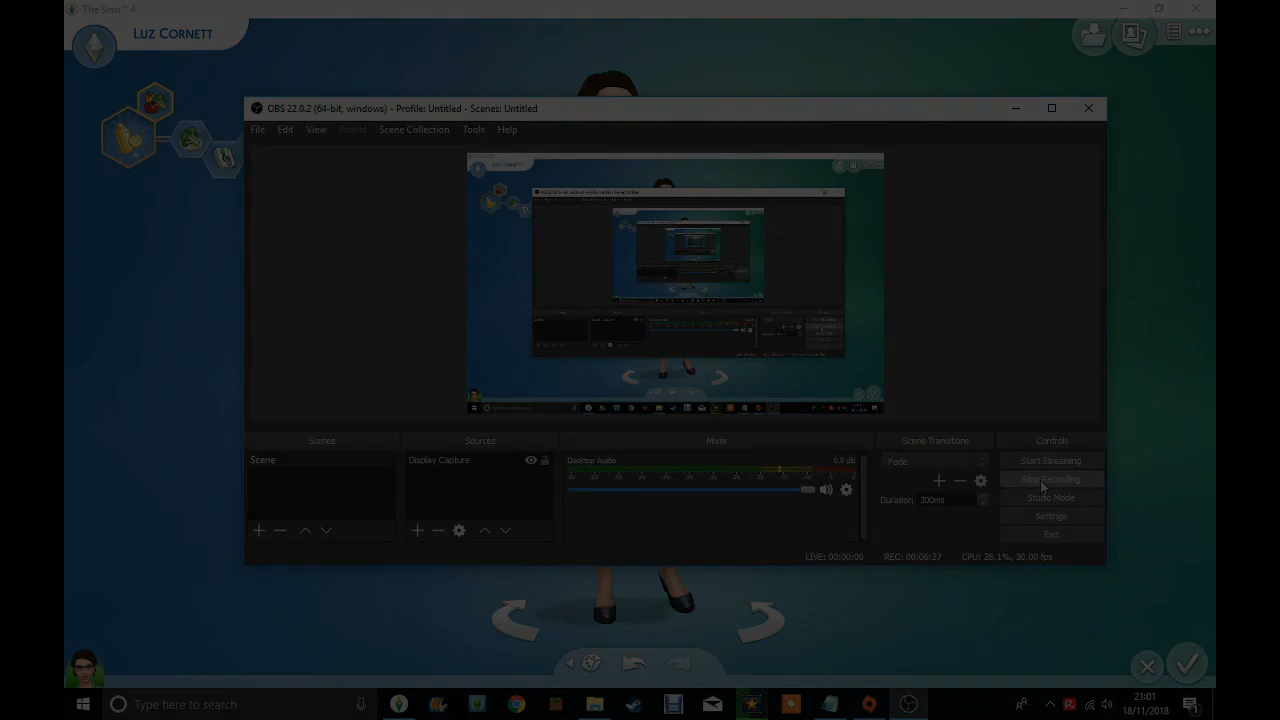 The Sims™ 4
LUZ CORNETT
OBS 22.0.2 (64-bit, windows) - Profile: Untitled - Scenes: Untitled
File Edit View Profile Scene Collection Tools Help
Scenes Sources Mixer Scene Transitions Controls
Scene
Display Capture
Desktop Audio 0.0 dB
Fade
Duration 300ms
Start Streaming
Stop Recording
Studio Mode
Settings
Exit
LIVE: 00:00:00 REC: 00:06:27 CPU: 28.1%, 30.00 fps
Type here to search
21:01
18/11/2018